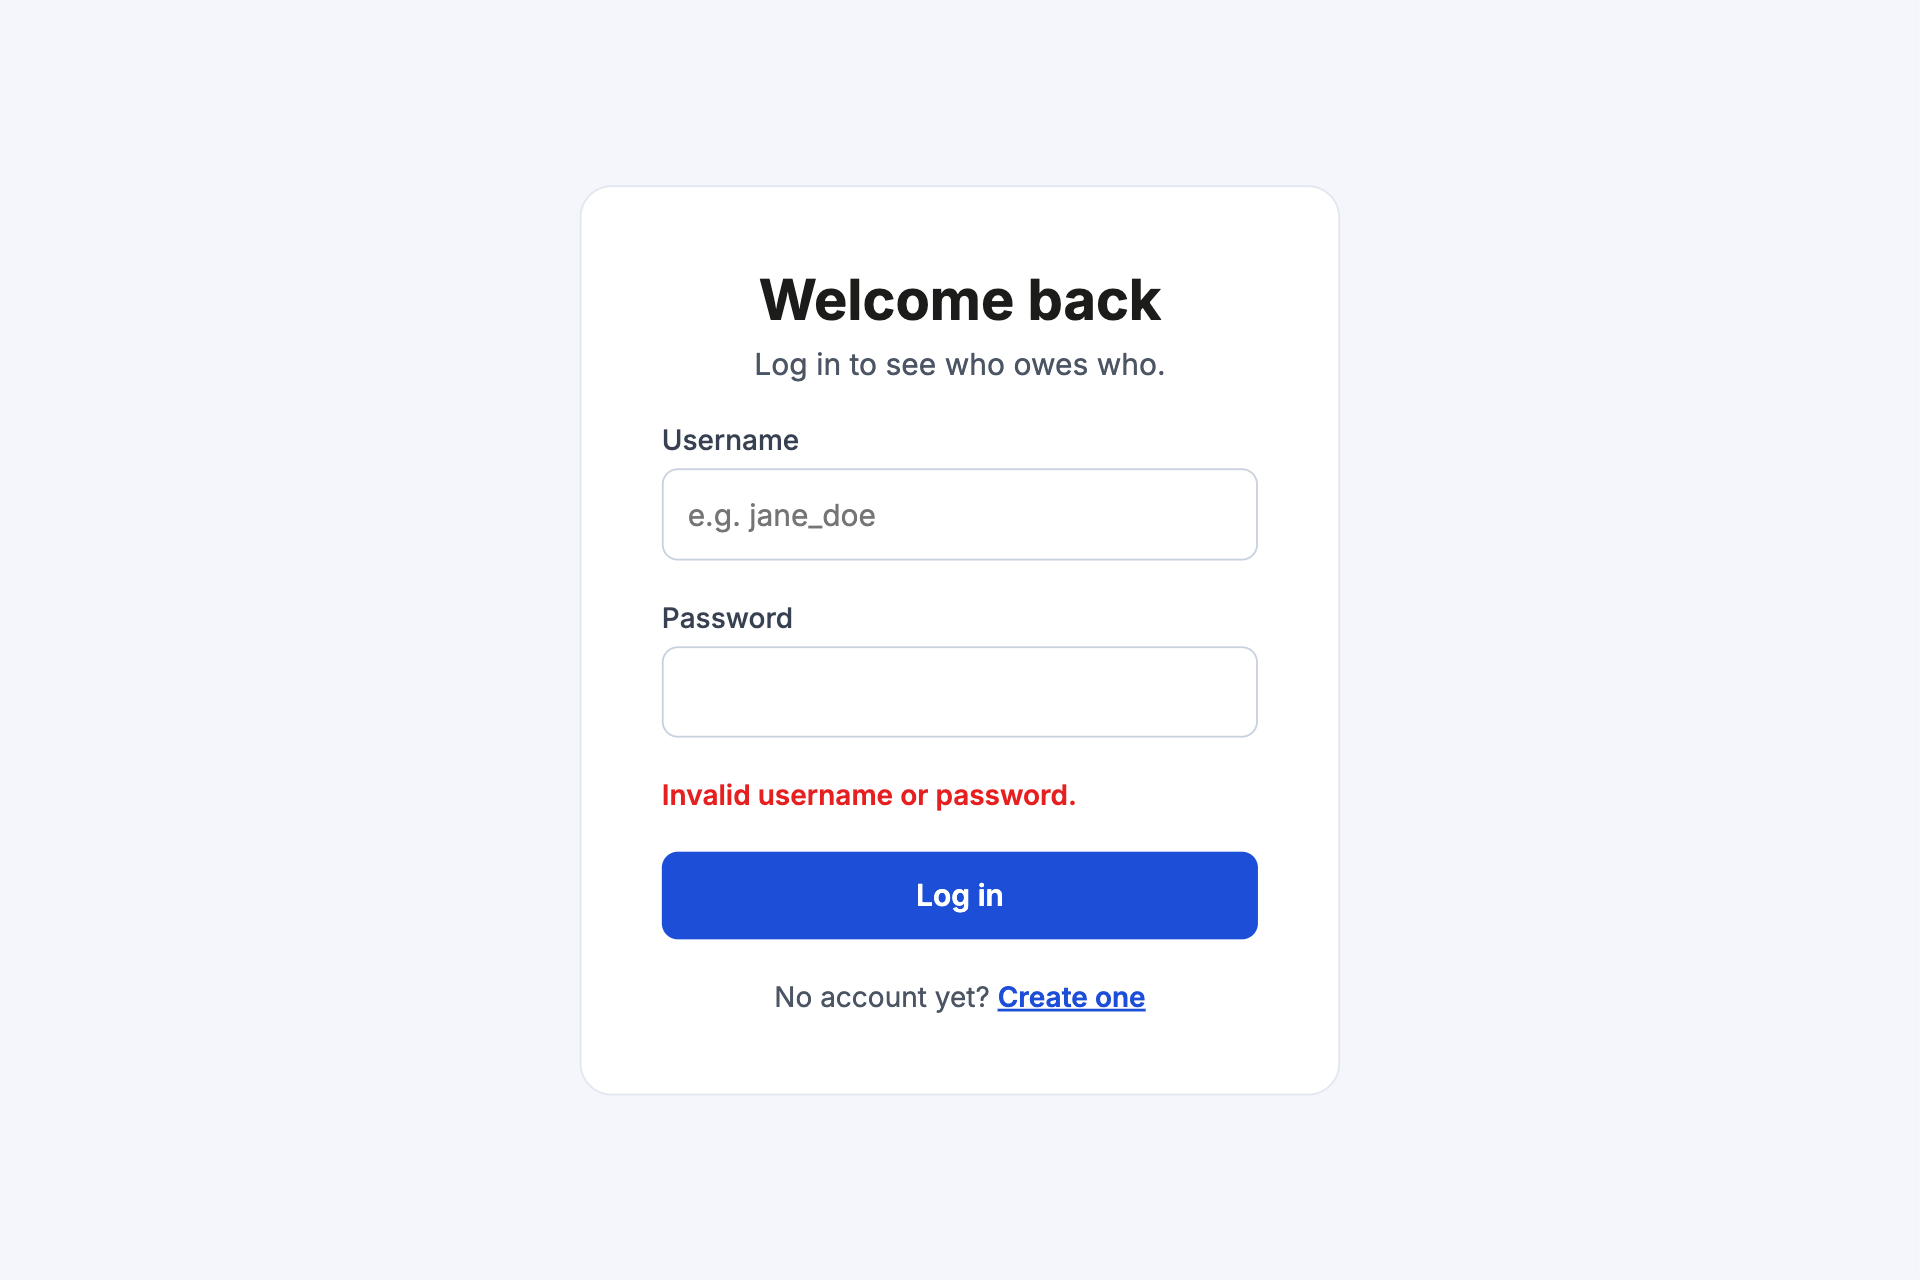 Welcome back
Log in to see who owes who.
Username
e.g. jane_doe
Password
Invalid username or password.
Log in
No account yet? Create one